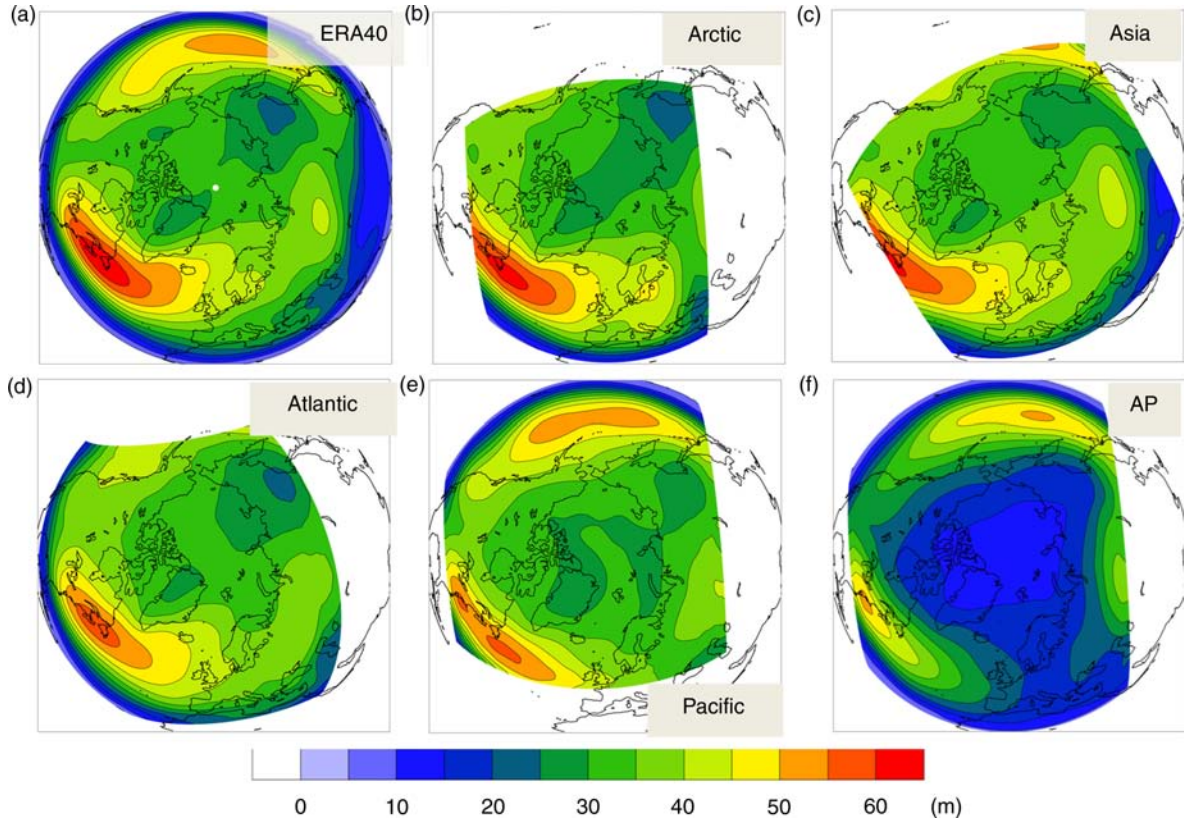 (a) ERA40
(b) Arctic
(c) Asia
(d) Atlantic
(e) Pacific
(f) AP
0 10 20 30 40 50 60 (m)